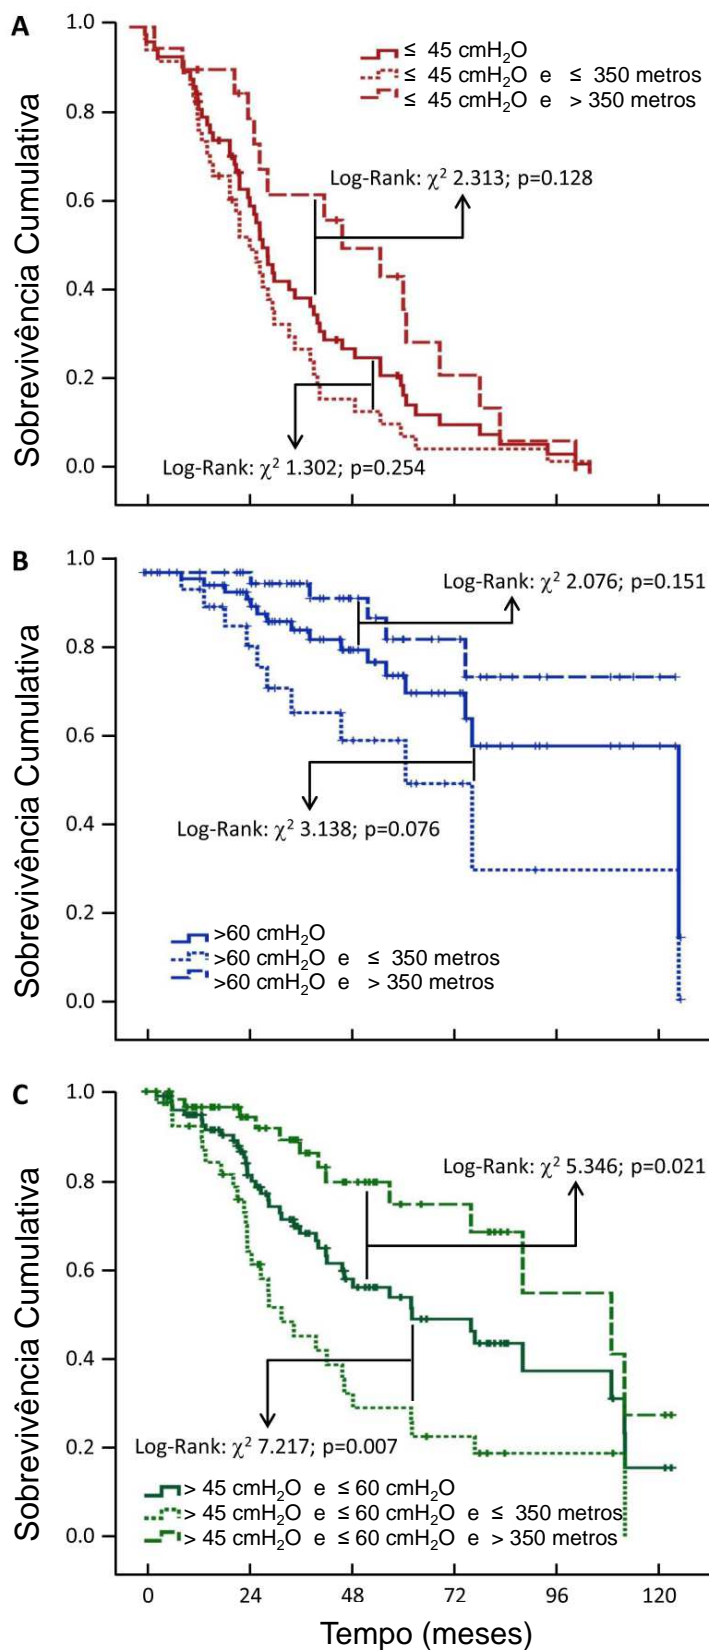 A
Sobrevivência Cumulativa
1.0
0.8
0.6
0.4
0.2
0.0
≤ 45 cmH₂O
≤ 45 cmH₂O e ≤ 350 metros
≤ 45 cmH₂O e > 350 metros
Log-Rank: χ² 2.313; p=0.128
Log-Rank: χ² 1.302; p=0.254
B
Sobrevivência Cumulativa
1.0
0.8
0.6
0.4
0.2
0.0
Log-Rank: χ² 2.076; p=0.151
Log-Rank: χ² 3.138; p=0.076
>60 cmH₂O
>60 cmH₂O e ≤ 350 metros
>60 cmH₂O e > 350 metros
C
Sobrevivência Cumulativa
1.0
0.8
0.6
0.4
0.2
0.0
Log-Rank: χ² 5.346; p=0.021
Log-Rank: χ² 7.217; p=0.007
> 45 cmH₂O e ≤ 60 cmH₂O
> 45 cmH₂O e ≤ 60 cmH₂O e ≤ 350 metros
> 45 cmH₂O e ≤ 60 cmH₂O e > 350 metros
0 24 48 72 96 120
Tempo (meses)